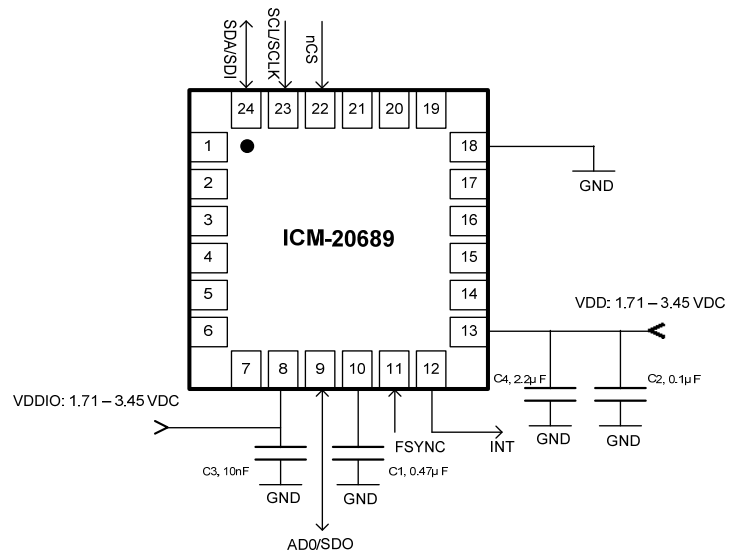 SDA/SDI
SCL/SCLK
nCS
24 23 22 21 20 19
1
2
3
4
5
6
18
17
16
15
14
13
ICM-20689
7 8 9 10 11 12
GND
VDD: 1.71 – 3.45 VDC
C4, 2.2µF
C2, 0.1µF
GND
GND
VDDIO: 1.71 – 3.45 VDC
FSYNC
INT
C3, 10nF
C1, 0.47µF
GND
GND
AD0/SDO